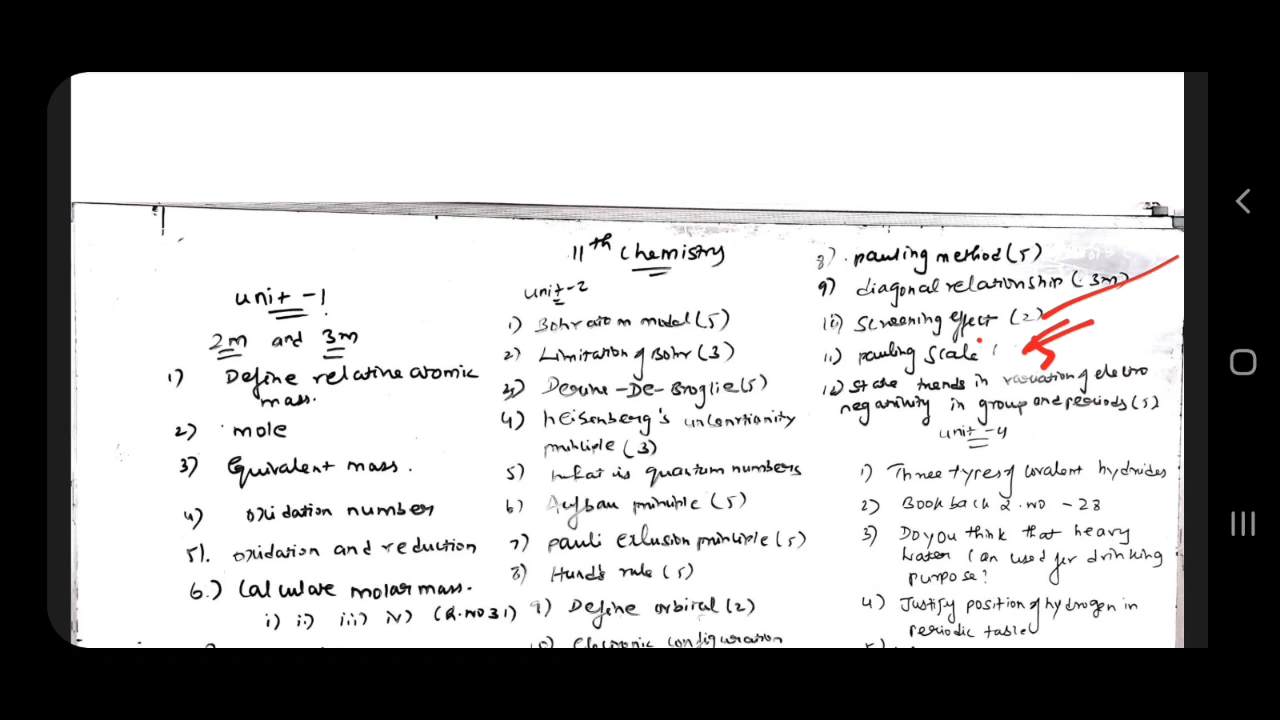 11th Chemistry
unit-1
2m and 3m
1) Define relative atomic
mass.
2) mole
3) Equivalent mass.
4) oxidation number
5). oxidation and reduction
6.) Calculate molar mass.
i) ii) iii) iv) (Q.NO 31)
unit-2
1) Bohr atom model (5)
2) Limitation of Bohr (3)
3) Derive-De-Broglie (5)
4) Heisenberg's
(3)
5) what is quantum numbers
6) Aufbau (5)
7) pauli (5)
8) Hund's rule (5)
9) Define orbital (2)
10) Electronic configuration
8). pauling method (5)
9) diagonal relationship (3m)
10) Screening effect (2)
11) pauling scale
12) State trends in variation of electro
negativity in group and periods (5)
unit-4
1) Three types of covalent hydrides
2) Book back Q.NO - 28
3) Do you think that heavy
water can used for drinking
purpose?
4) Justify position of hydrogen in
periodic table